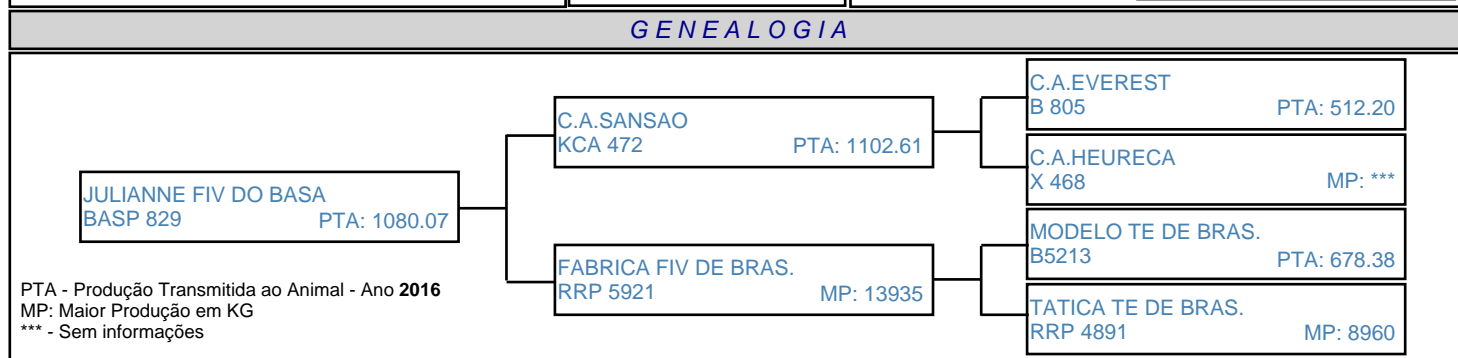 GENEALOGIA
JULIANNE FIV DO BASA
BASP 829 PTA: 1080.07
C.A.SANSAO
KCA 472 PTA: 1102.61
FABRICA FIV DE BRAS.
RRP 5921 MP: 13935
C.A.EVEREST
B 805 PTA: 512.20
C.A.HEURECA
X 468 MP: ***
MODELO TE DE BRAS.
B5213 PTA: 678.38
TATICA TE DE BRAS.
RRP 4891 MP: 8960
PTA - Produção Transmitida ao Animal - Ano 2016
MP: Maior Produção em KG
*** - Sem informações